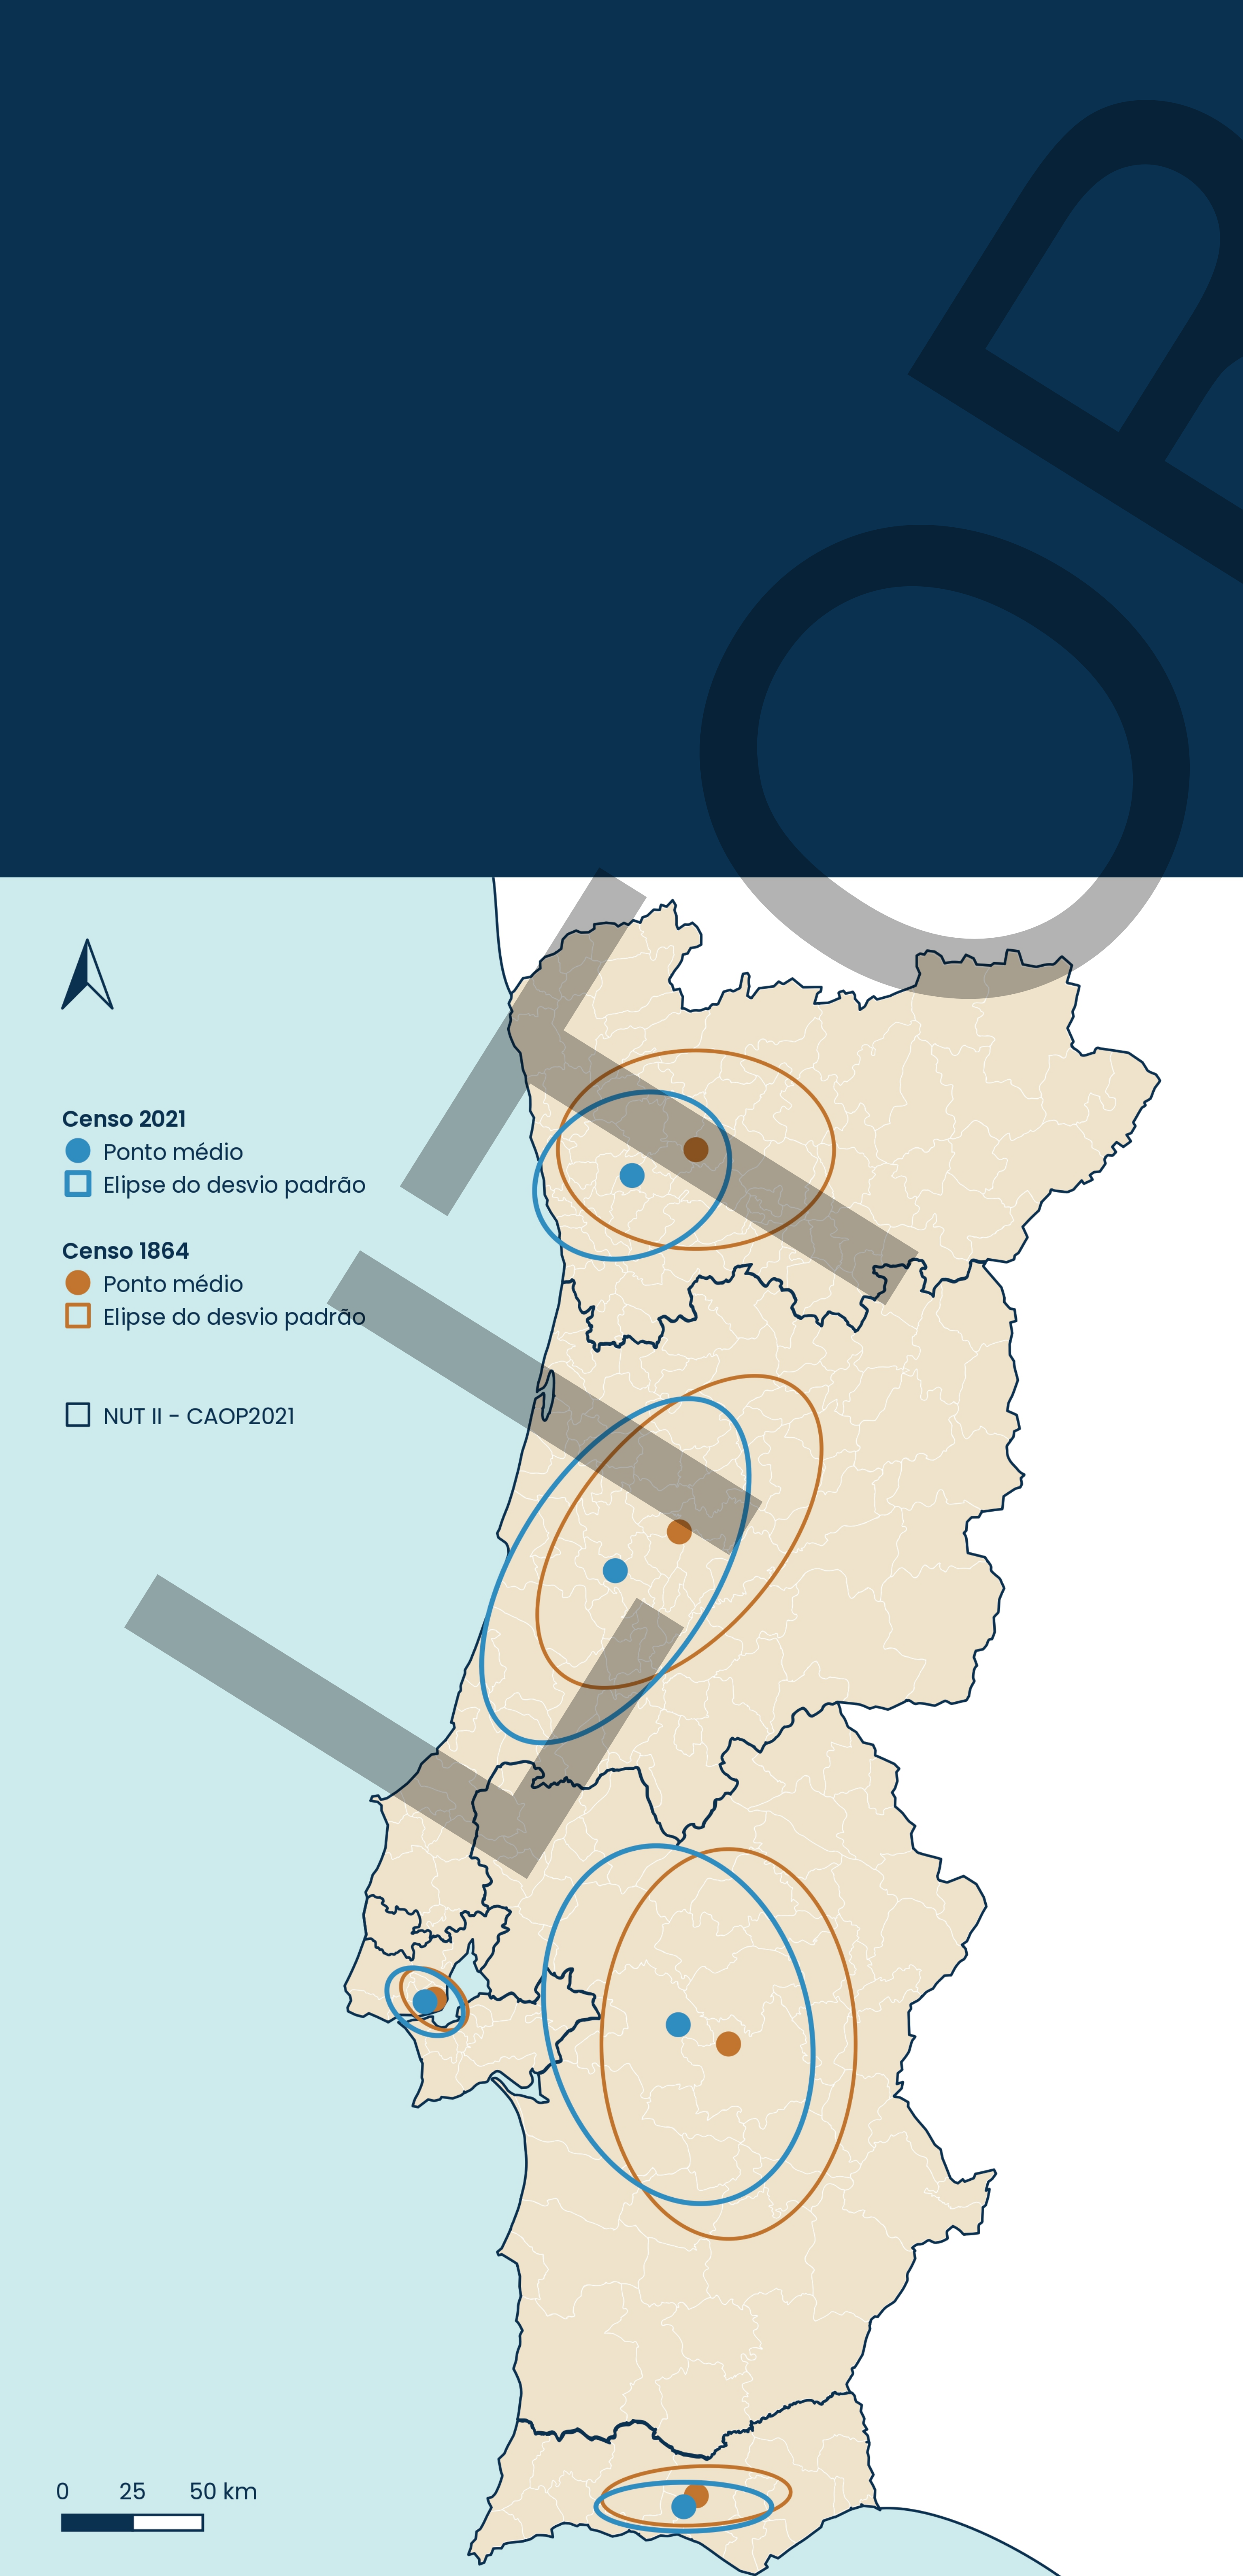 LITOR
Censo 2021
Ponto médio
Elipse do desvio padrão
Censo 1864
Ponto médio
Elipse do desvio padrão
NUT II - CAOP2021
0 25 50 km